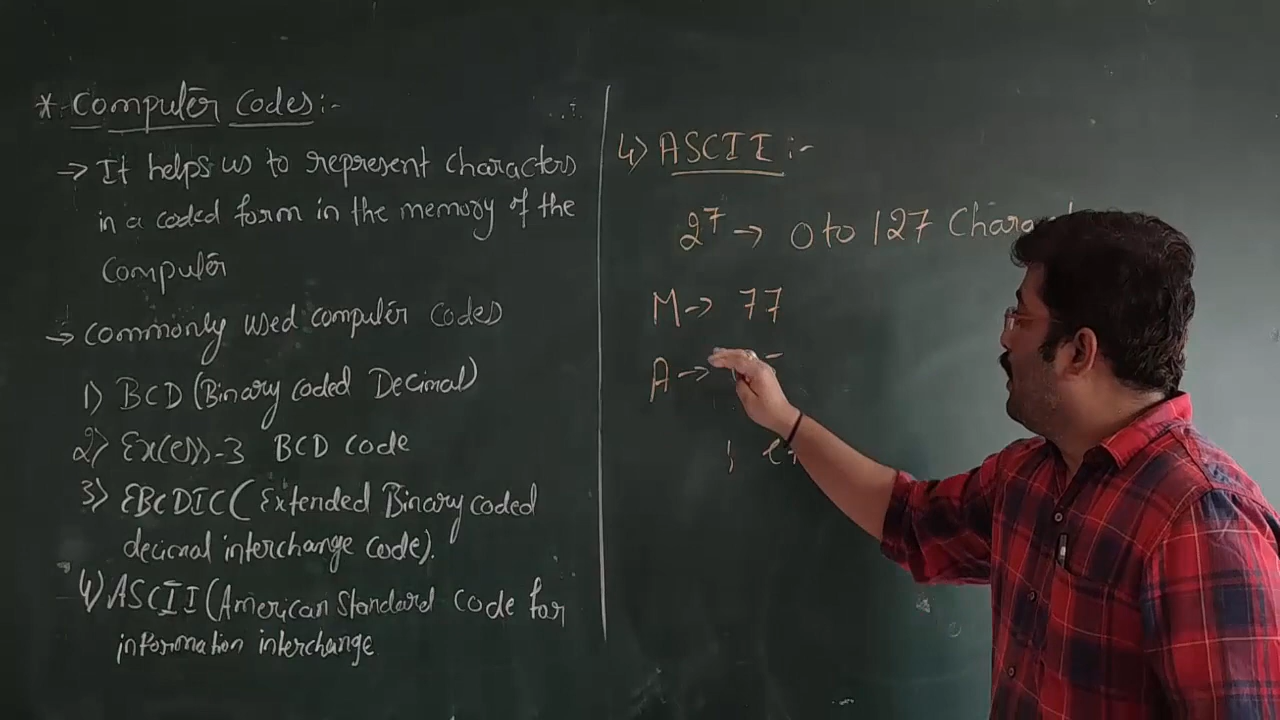 * Computer Codes:-
→ It helps us to represent characters
in a coded form in the memory of the
Computer
→ Commonly used computer codes
1) BCD (Binary coded Decimal)
2) Excess-3 BCD code
3) EBCDIC (Extended Binary coded
decimal interchange code).
4) ASCII (American Standard Code for
information interchange
4) ASCII :-
2⁷ → 0 to 127
M → 77
A →